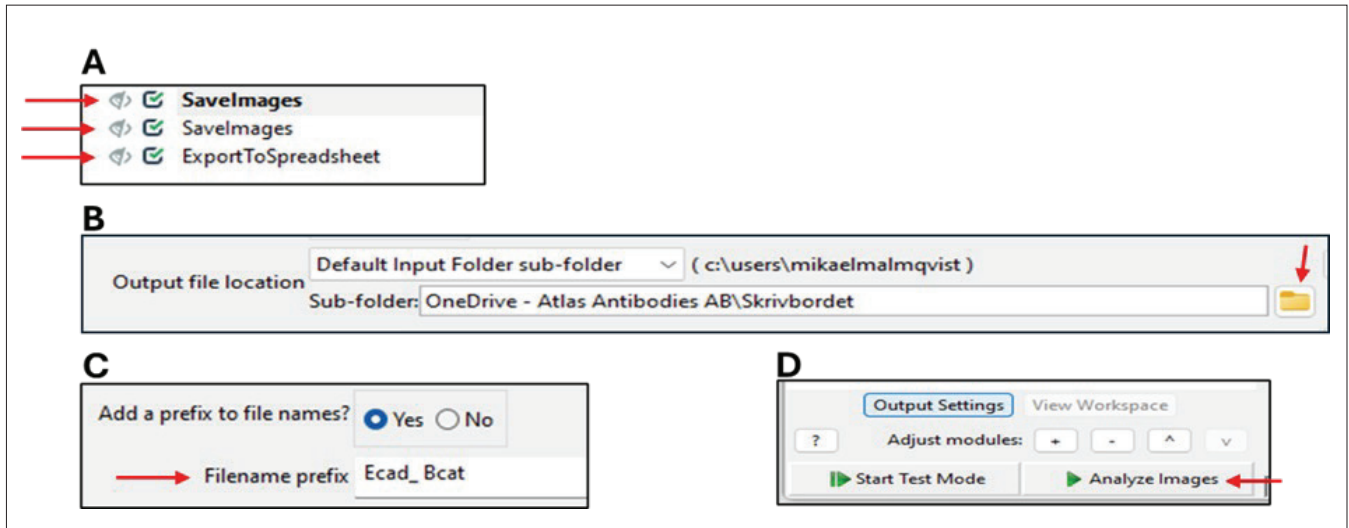 A
SaveImages
SaveImages
ExportToSpreadsheet
B
Output file location
Default Input Folder sub-folder ( c:\users\mikaelmalmqvist )
Sub-folder: OneDrive - Atlas Antibodies AB\Skrivbordet
C
Add a prefix to file names? Yes No
Filename prefix Ecad_ Bcat
D
Output Settings View Workspace
? Adjust modules: + - ^ v
Start Test Mode Analyze Images